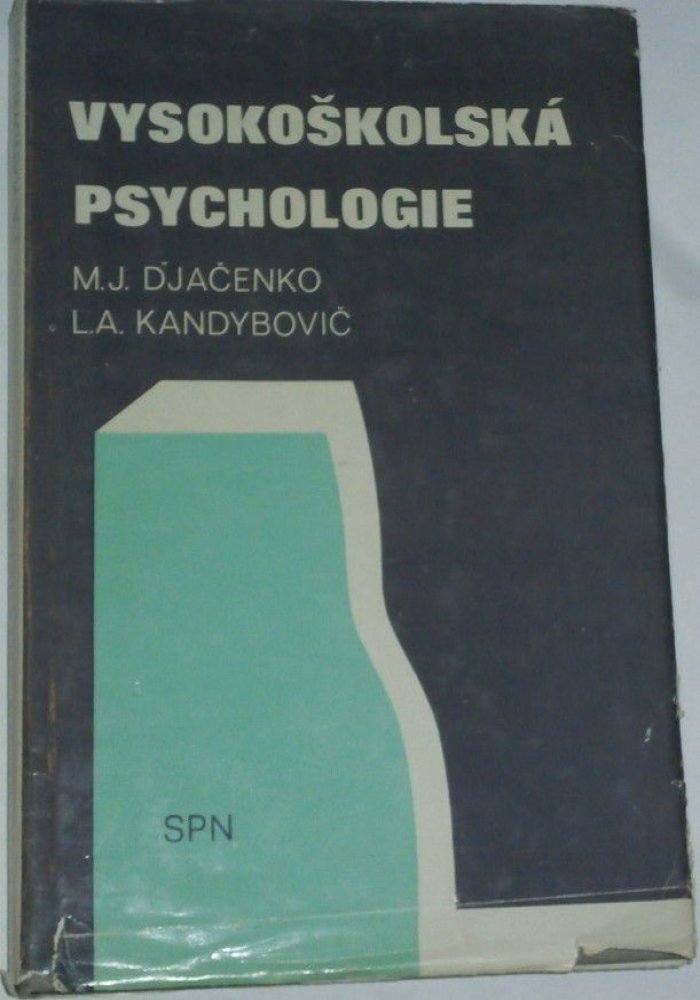 VYSOKOŠKOLSKÁ
PSYCHOLOGIE
M.J. ĎJAČENKO
L.A. KANDYBOVIČ
SPN